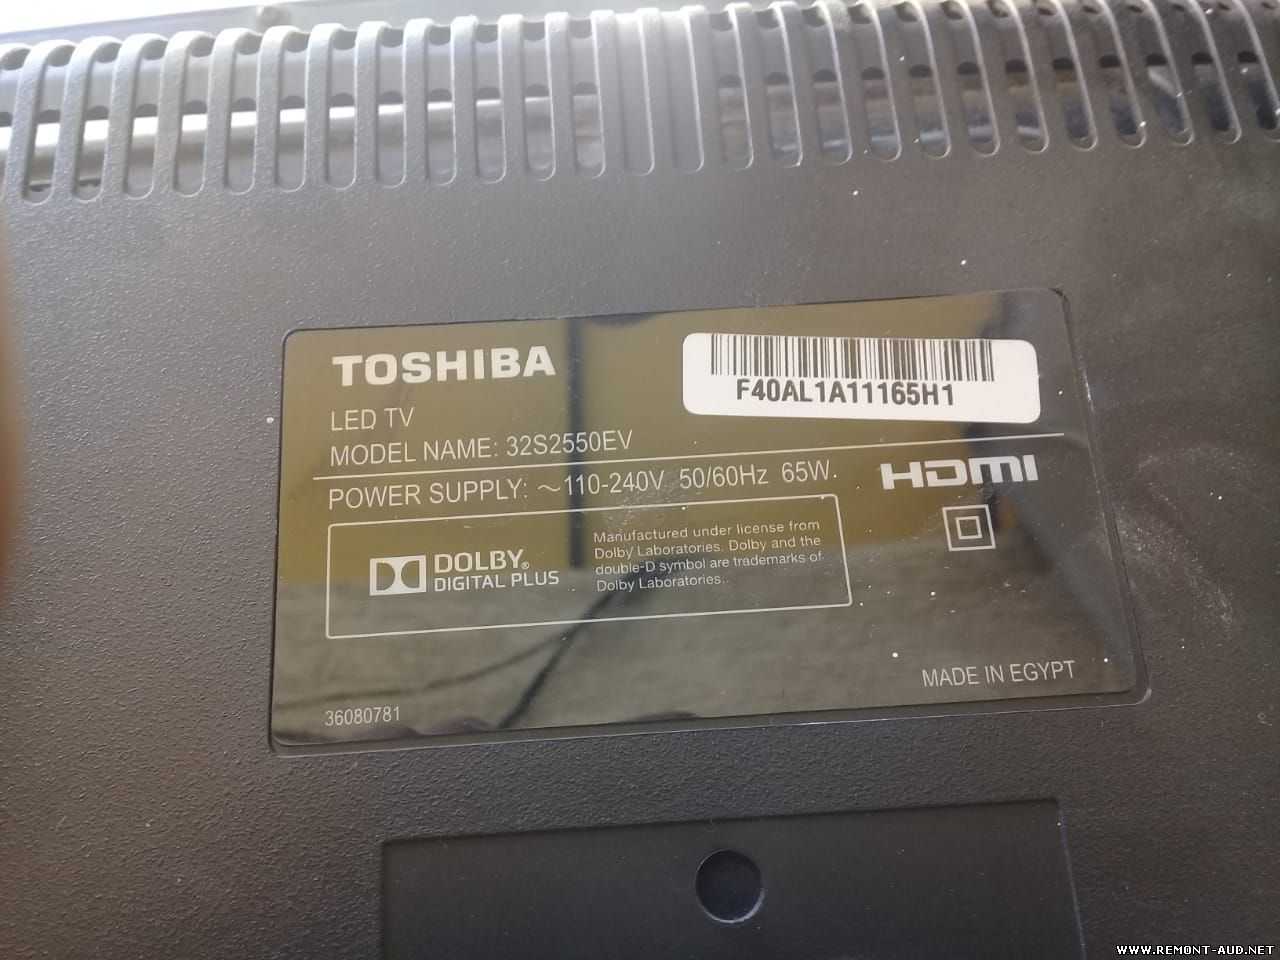 TOSHIBA
F40AL1A11165H1
LED TV
MODEL NAME: 32S2550EV
POWER SUPPLY: ~110-240V 50/60Hz 65W.
HDMI
DOLBY®
DIGITAL PLUS
Manufactured under license from
Dolby Laboratories. Dolby and the
double-D symbol are trademarks of
Dolby Laboratories.
MADE IN EGYPT
36080781
WWW.REMONT-AUD.NET